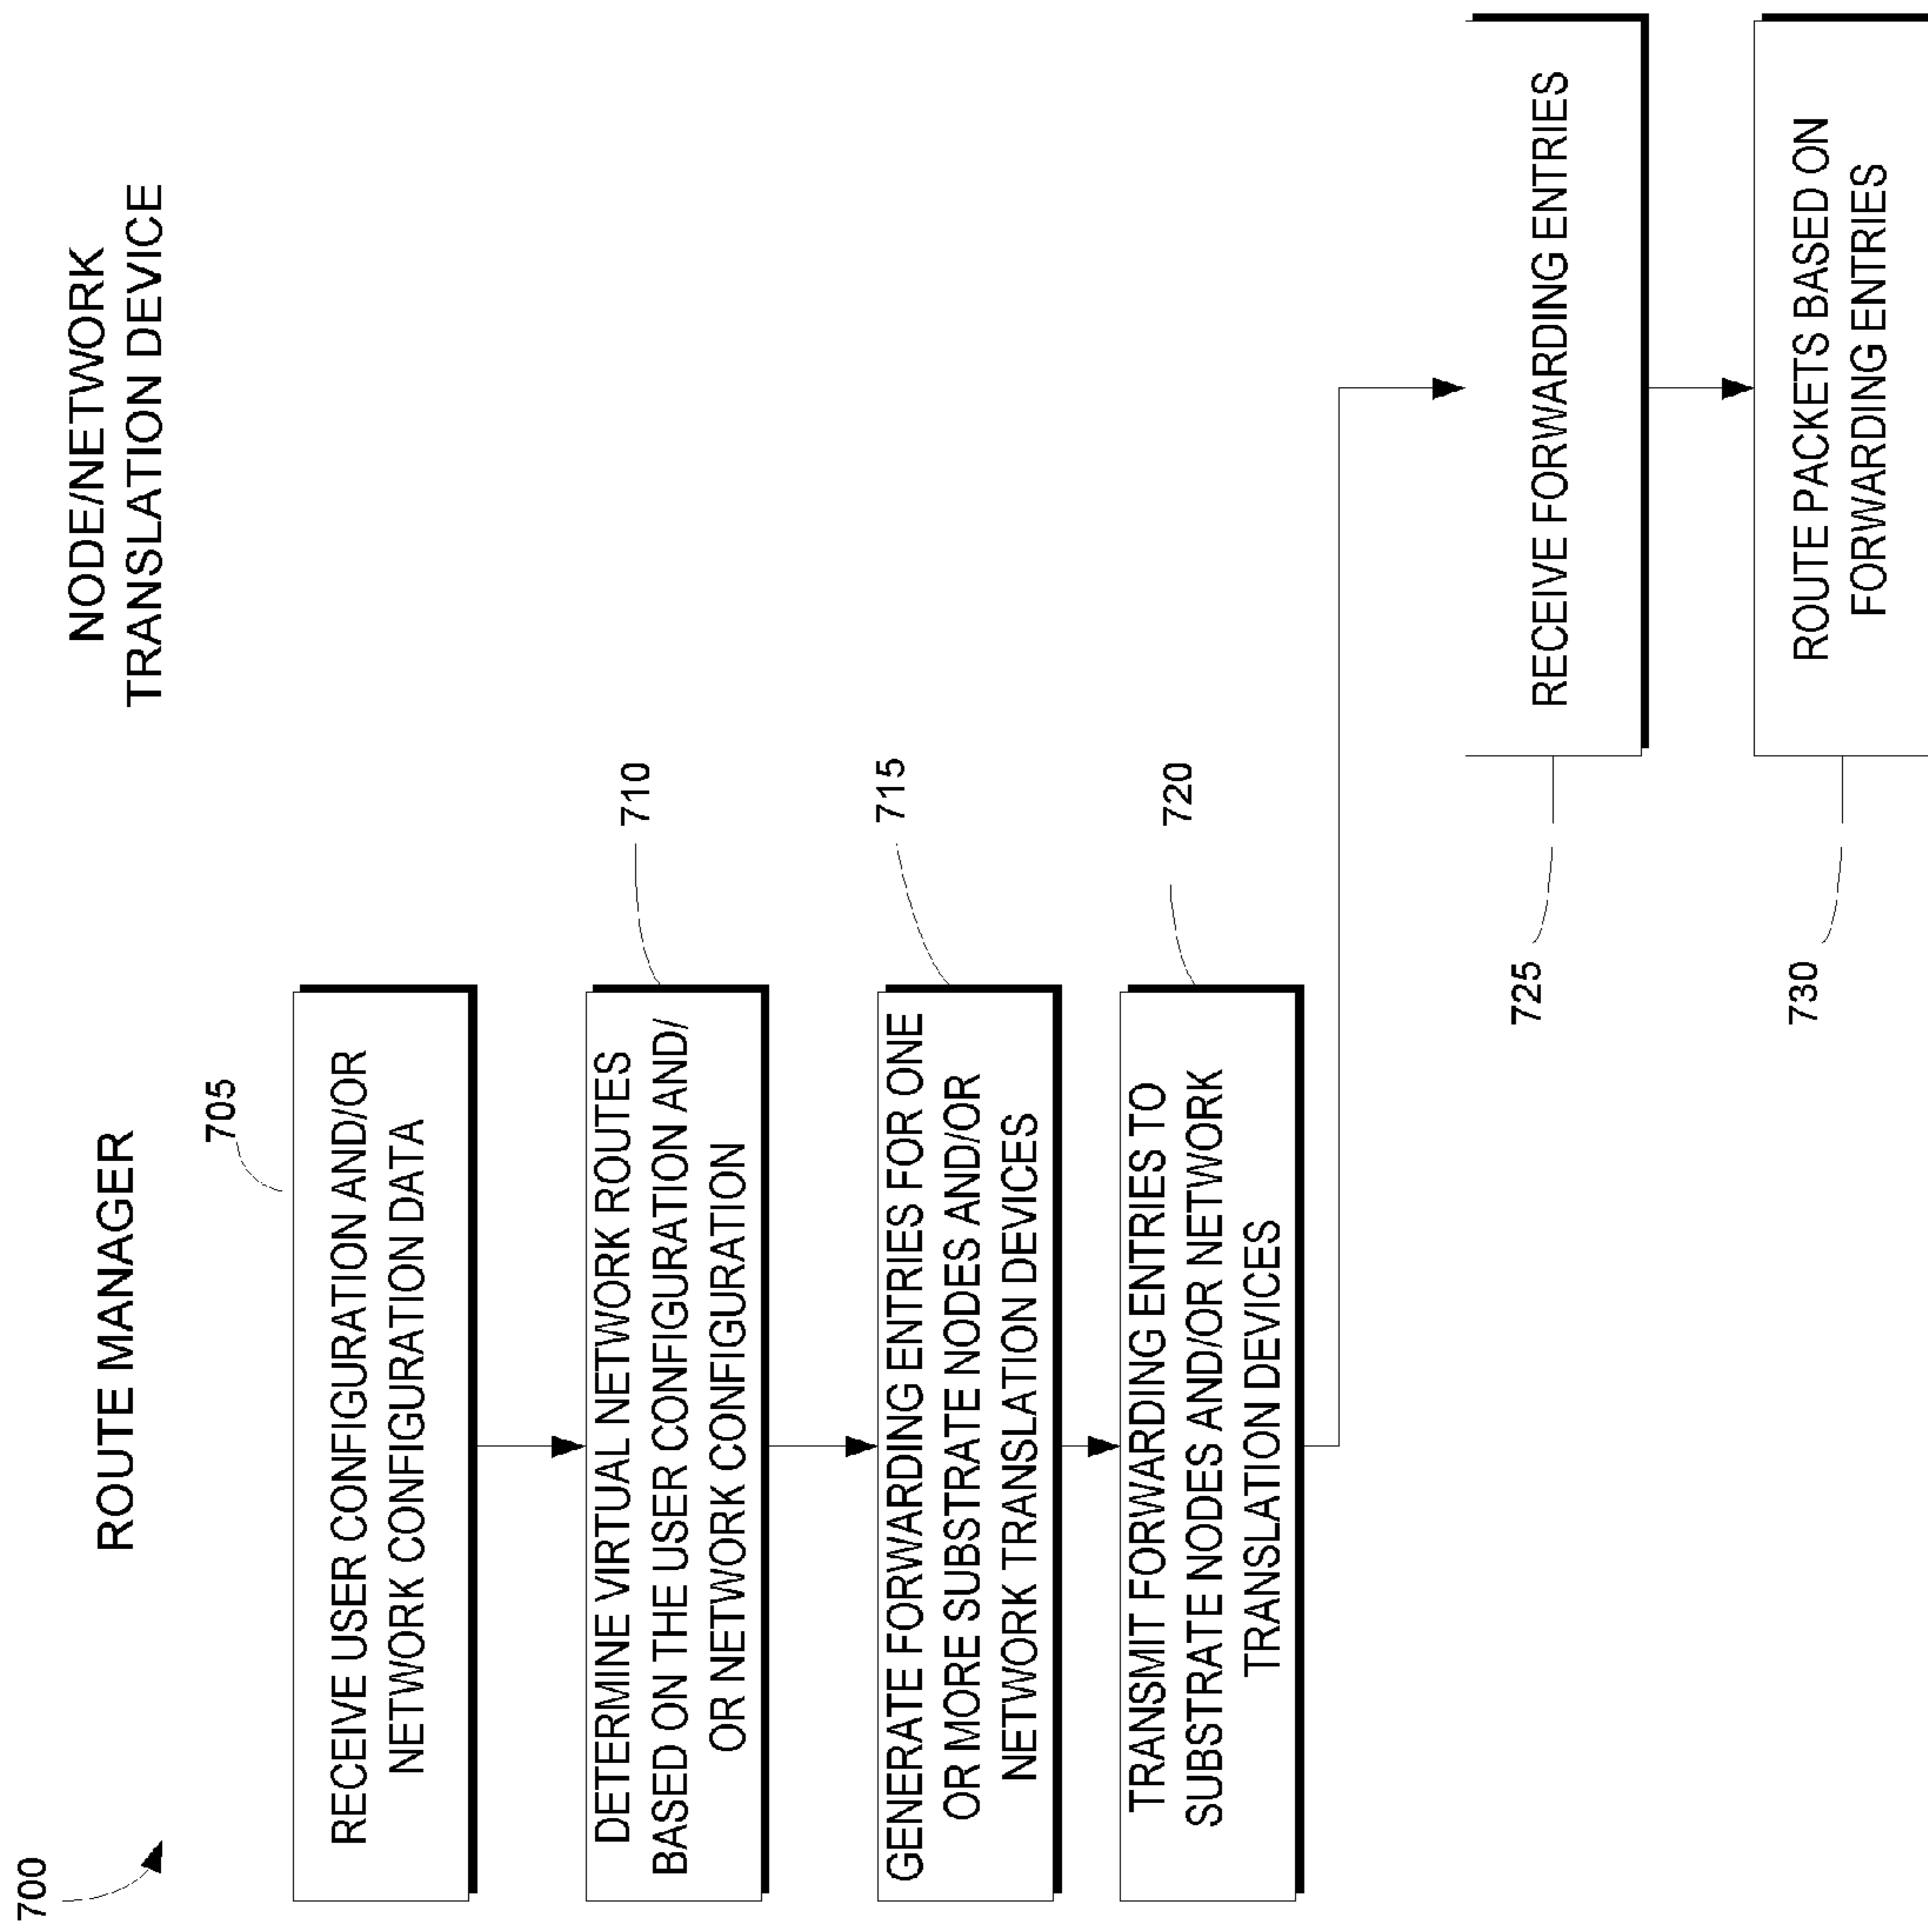 700
ROUTE MANAGER
NODE/NETWORK
TRANSLATION DEVICE
705
RECEIVE USER CONFIGURATION AND/OR
NETWORK CONFIGURATION DATA
710
DETERMINE VIRTUAL NETWORK ROUTES
BASED ON THE USER CONFIGURATION AND/
OR NETWORK CONFIGURATION
715
GENERATE FORWARDING ENTRIES FOR ONE
OR MORE SUBSTRATE NODES AND/OR
NETWORK TRANSLATION DEVICES
720
TRANSMIT FORWARDING ENTRIES TO
SUBSTRATE NODES AND/OR NETWORK
TRANSLATION DEVICES
725
RECEIVE FORWARDING ENTRIES
730
ROUTE PACKETS BASED ON
FORWARDING ENTRIES